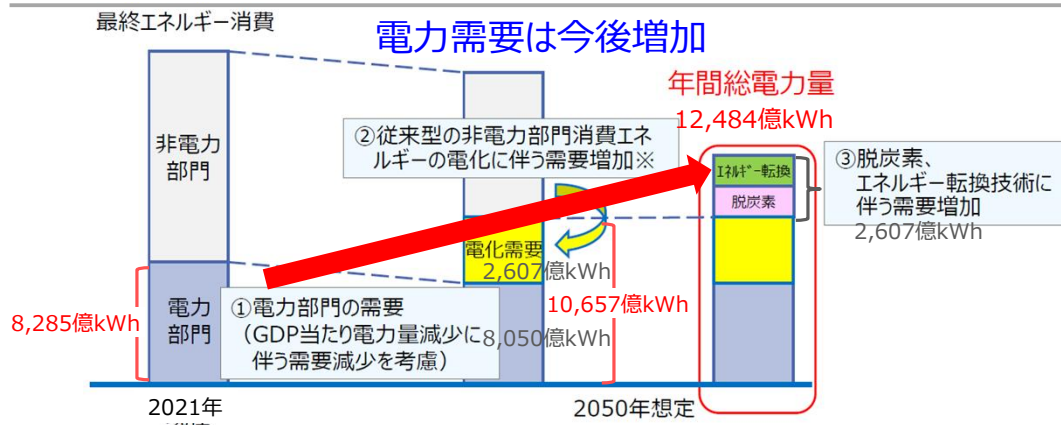 最終エネルギー消費
電力需要は今後増加
年間総電力量
12,484億kWh
非電力
部門
②従来型の非電力部門消費エネ
ルギーの電化に伴う需要増加※
エネルギー転換
脱炭素
③脱炭素、
エネルギー転換技術に
伴う需要増加
2,607億kWh
電化需要
2,607億kWh
8,285億kWh
電力
部門
①電力部門の需要
(GDP当たり電力量減少に
伴う需要減少を考慮)
8,050億kWh
10,657億kWh
2021年
2050年想定